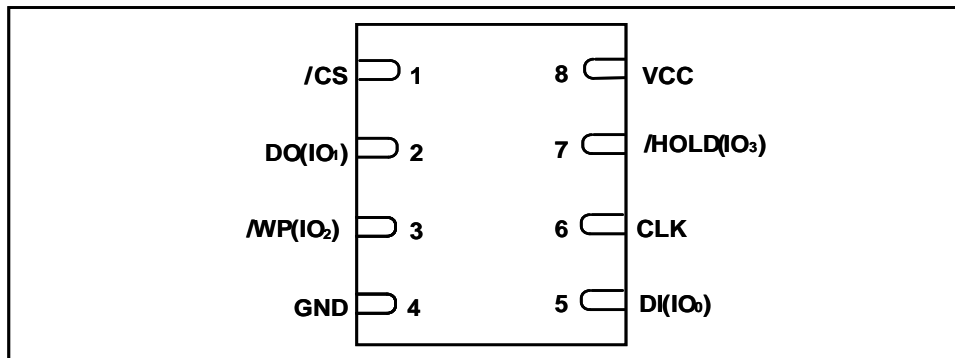 /CS 1 8 VCC
DO(IO₁) 2 7 /HOLD(IO₃)
/WP(IO₂) 3 6 CLK
GND 4 5 DI(IO₀)